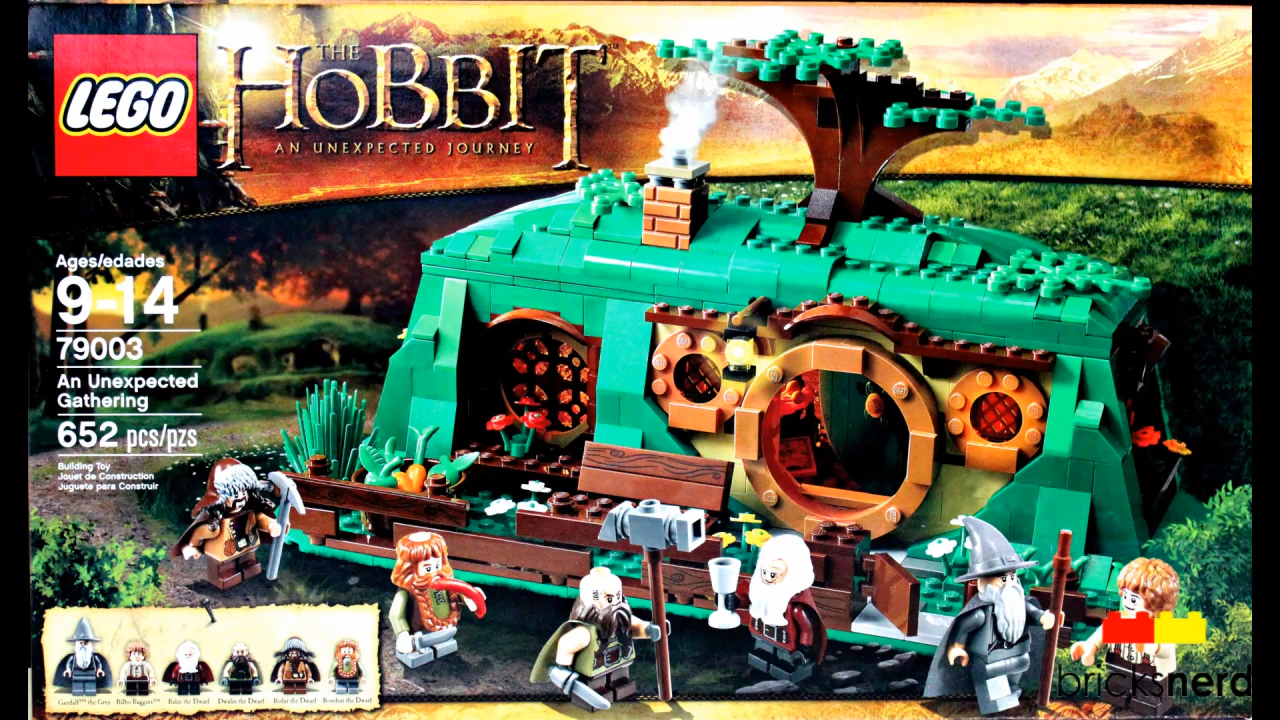 LEGO
THE
HOBBIT™
AN UNEXPECTED JOURNEY
Ages/edades
9-14
79003
An Unexpected
Gathering
652 pcs/pzs
Building Toy
Jouet de Construction
Juguete para Construir
Gandalf™ the Grey Bilbo Baggins™ Balin the Dwarf Dwalin the Dwarf Bofur the Dwarf Bombur the Dwarf
bricksnerd